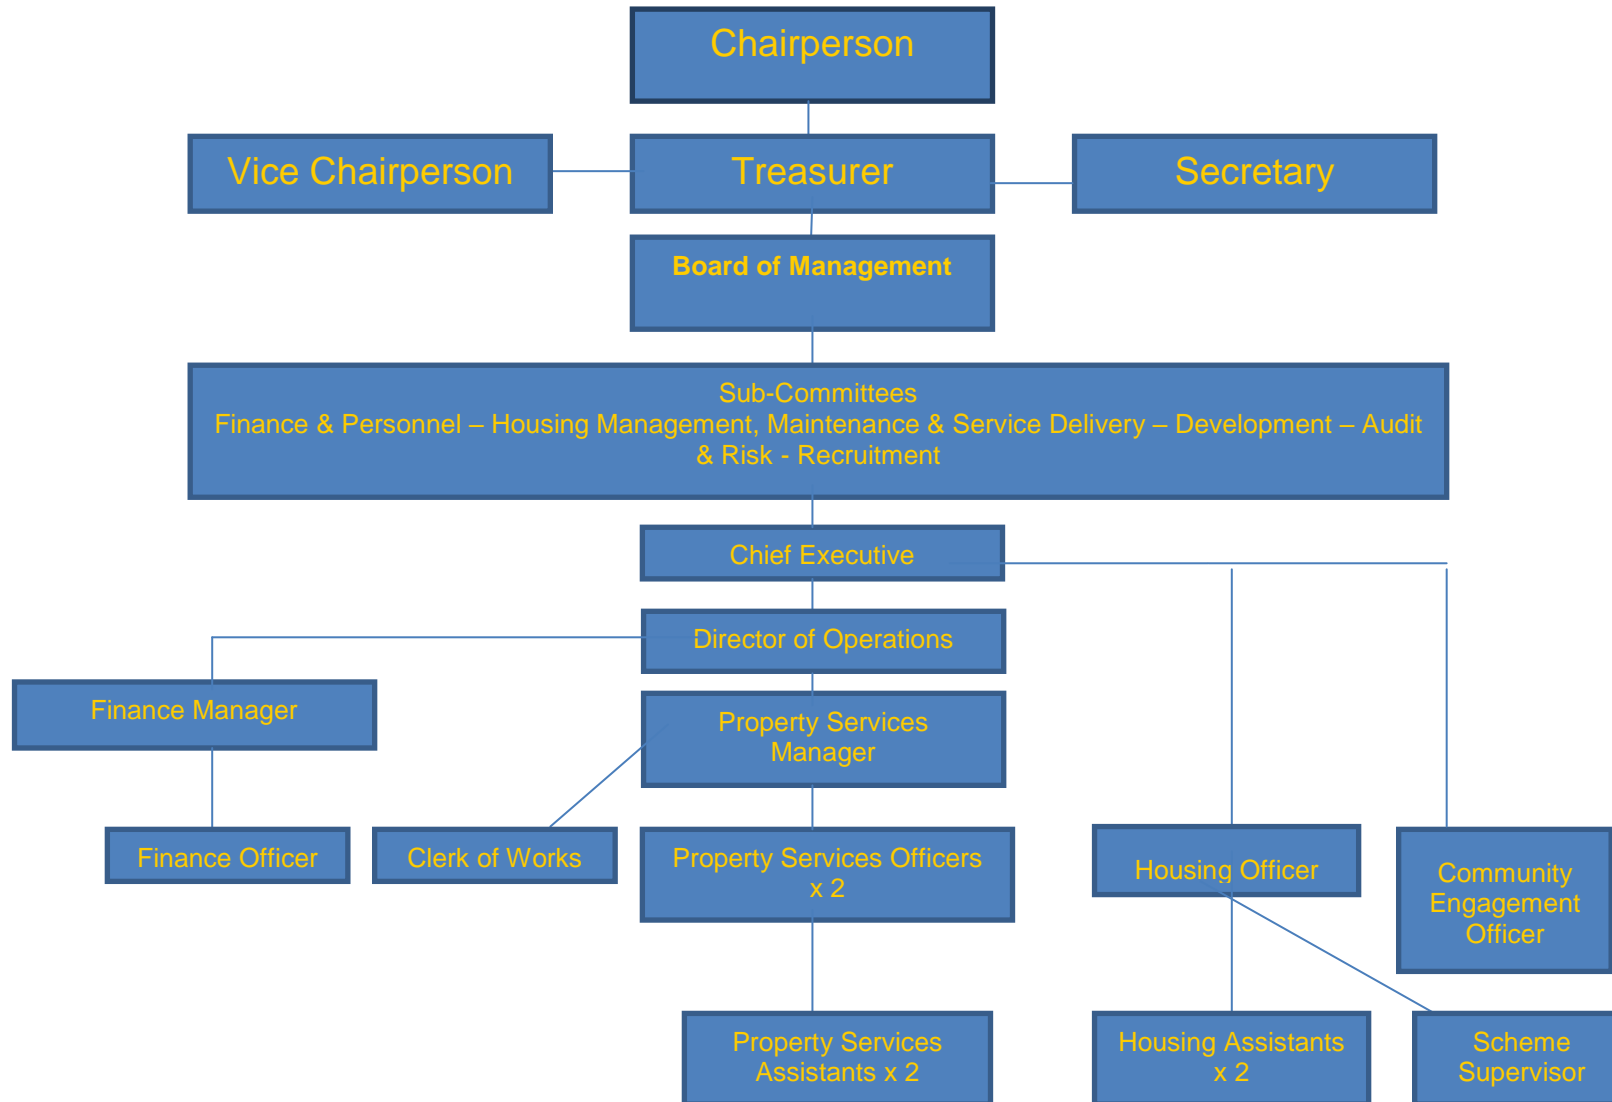 Chairperson
Vice Chairperson
Treasurer
Secretary
Board of Management
Sub-Committees
Finance & Personnel – Housing Management, Maintenance & Service Delivery – Development – Audit
& Risk - Recruitment
Chief Executive
Director of Operations
Finance Manager
Property Services
Manager
Finance Officer
Clerk of Works
Property Services Officers
x 2
Housing Officer
Community
Engagement
Officer
Property Services
Assistants x 2
Housing Assistants
x 2
Scheme
Supervisor